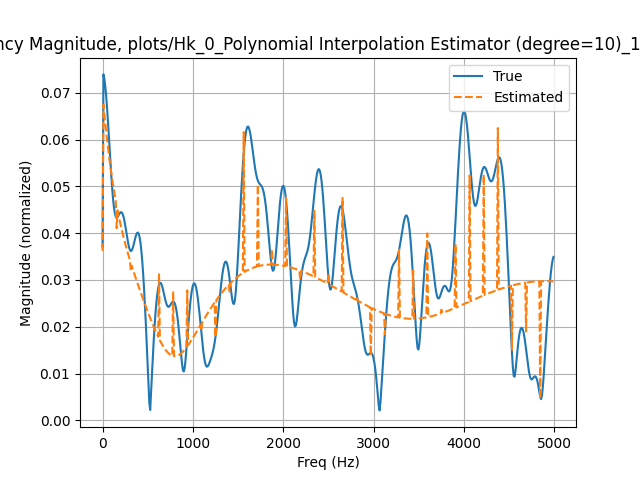 ncy Magnitude, plots/Hk_0_Polynomial Interpolation Estimator (degree=10)_1
True
Estimated
Magnitude (normalized)
0.07
0.06
0.05
0.04
0.03
0.02
0.01
0.00
0 1000 2000 3000 4000 5000
Freq (Hz)